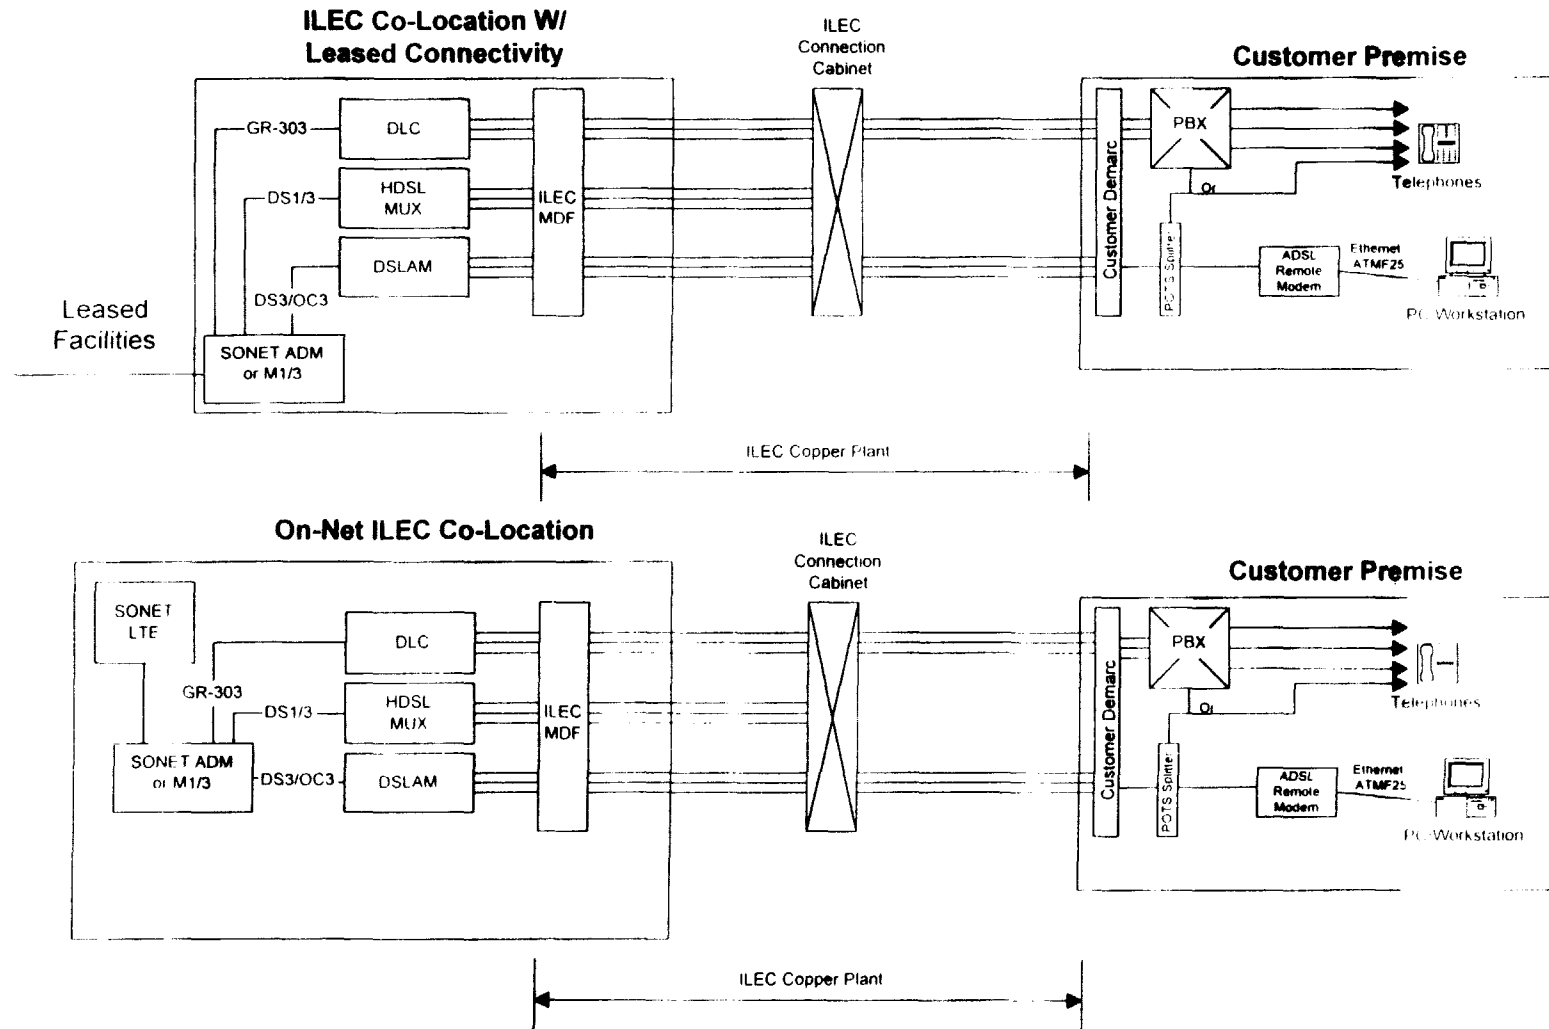 ILEC Co-Location W/
Leased Connectivity
ILEC
Connection
Cabinet
Customer Premise
GR-303
DLC
DS1/3
HDSL
MUX
DSLAM
DS3/OC3
ILEC
MDF
Leased
Facilities
SONET ADM
or M1/3
Customer Demarc
PBX
Or
Telephones
POTS Splitter
ADSL
Remote
Modem
Ethernet
ATMF25
PC Workstation
ILEC Copper Plant
On-Net ILEC Co-Location
ILEC
Connection
Cabinet
Customer Premise
SONET
LTE
GR-303
DLC
DS1/3
HDSL
MUX
SONET ADM
or M1/3
DS3/OC3
DSLAM
ILEC
MDF
Customer Demarc
PBX
Or
Telephones
POTS Splitter
ADSL
Remote
Modem
Ethernet
ATMF25
PC Workstation
ILEC Copper Plant